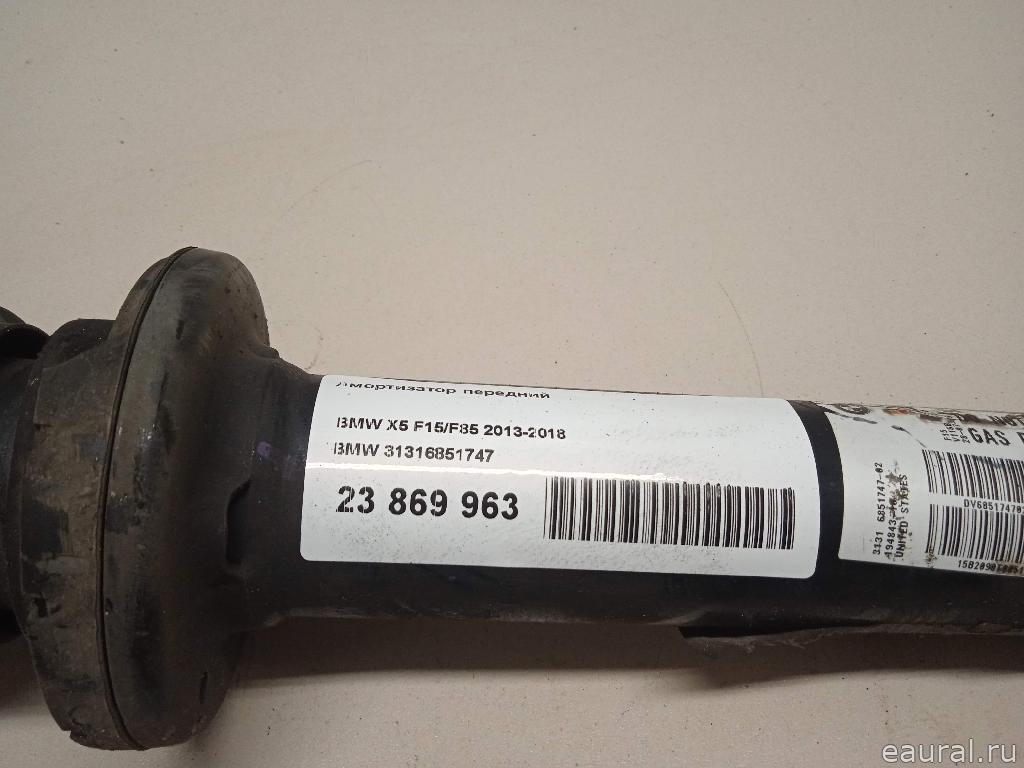 Амортизатор передний
BMW X5 F15/F85 2013-2018
BMW 31316851747
23 869 963
GAS
3131 6851747-02
UNITED STATES
eaural.ru